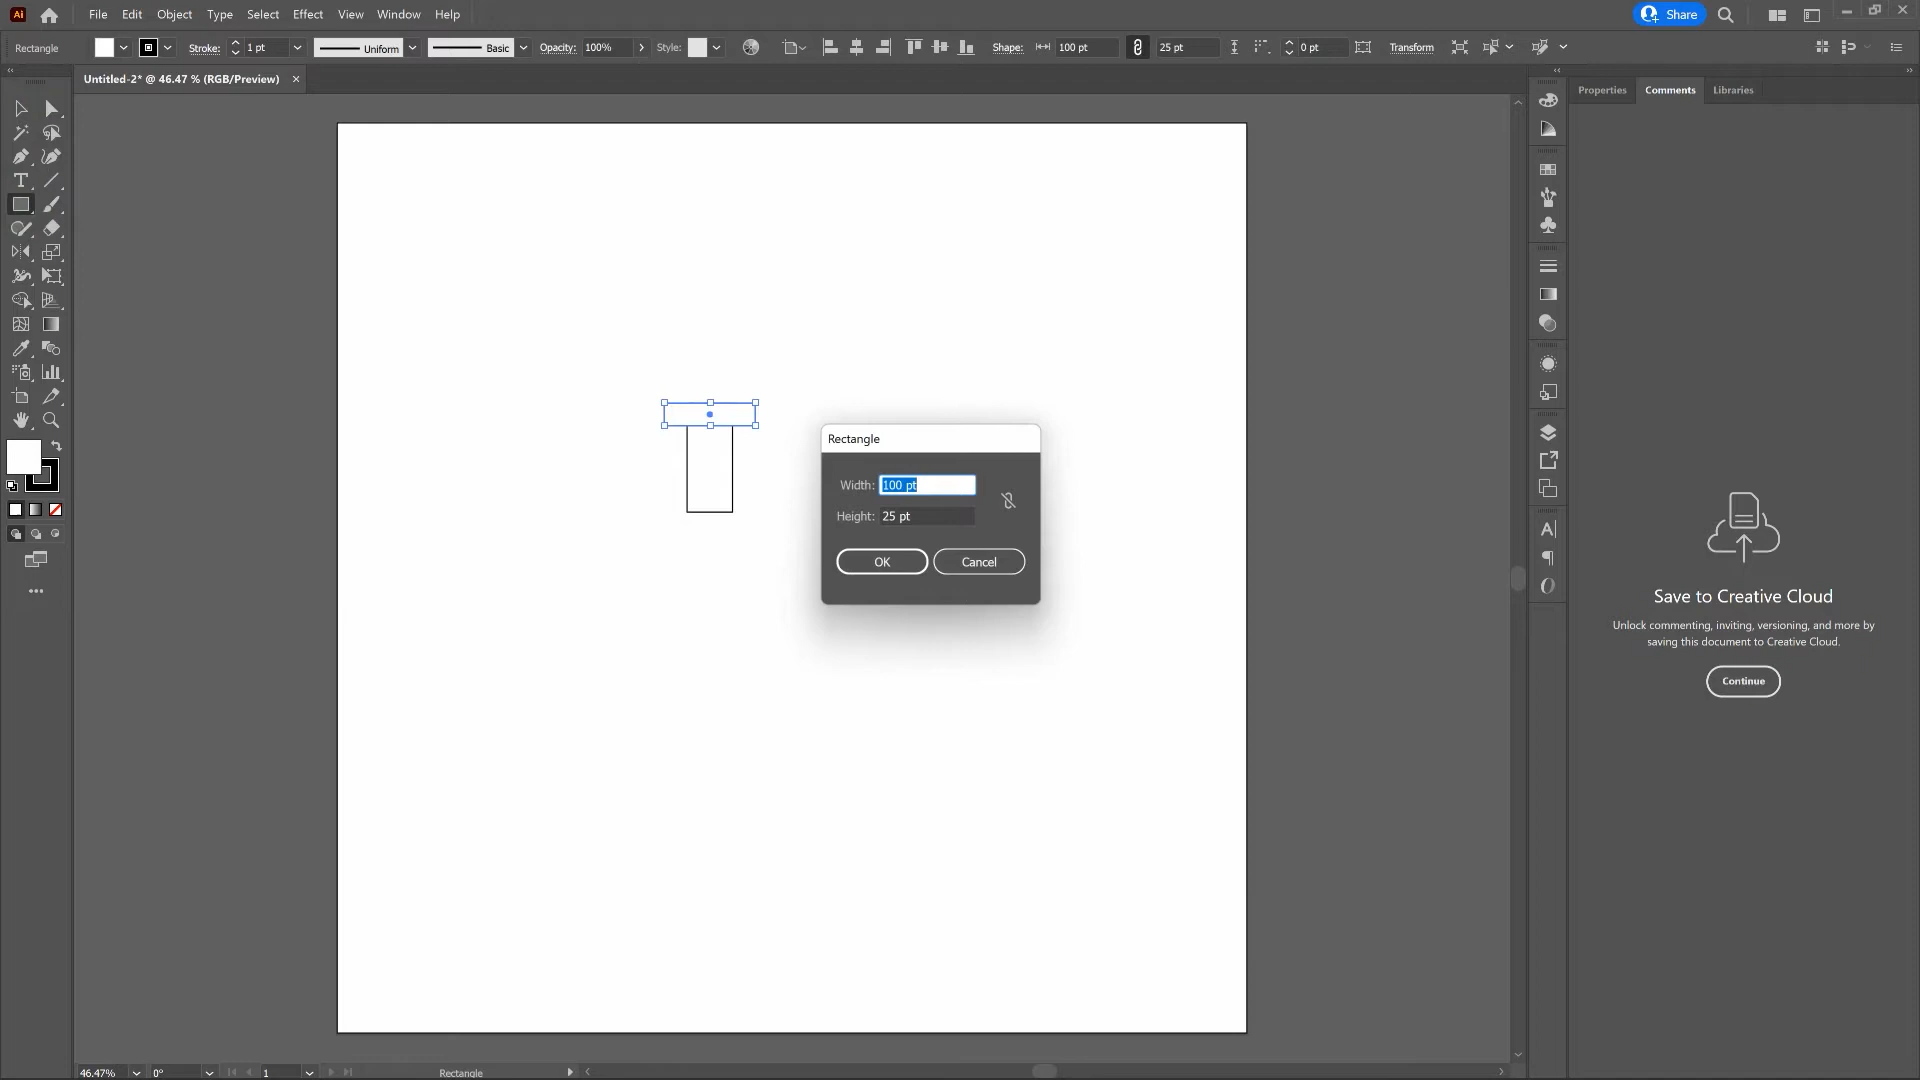 Ai File Edit Object Type Select Effect View Window Help Share
Rectangle Stroke: 1 pt Uniform Basic Opacity: 100% Style: Shape: 100 pt 25 pt 0 pt Transform
Untitled-2* @ 46.47 % (RGB/Preview) ×
Properties Comments Libraries
Rectangle
Width: 100 pt
Height: 25 pt
OK Cancel
Save to Creative Cloud
Unlock commenting, inviting, versioning, and more by
saving this document to Creative Cloud.
Continue
46.47% 0° 1 Rectangle